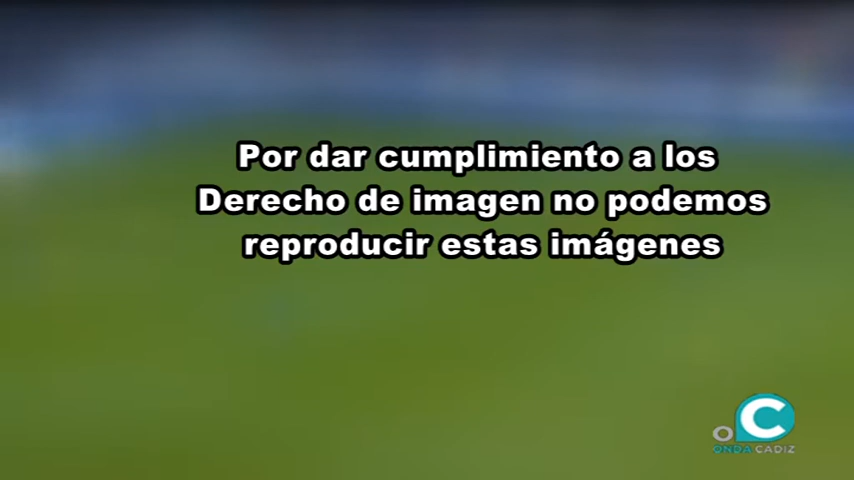 Por dar cumplimiento a los
Derecho de imagen no podemos
reproducir estas imágenes
O C
ONDA CADIZ